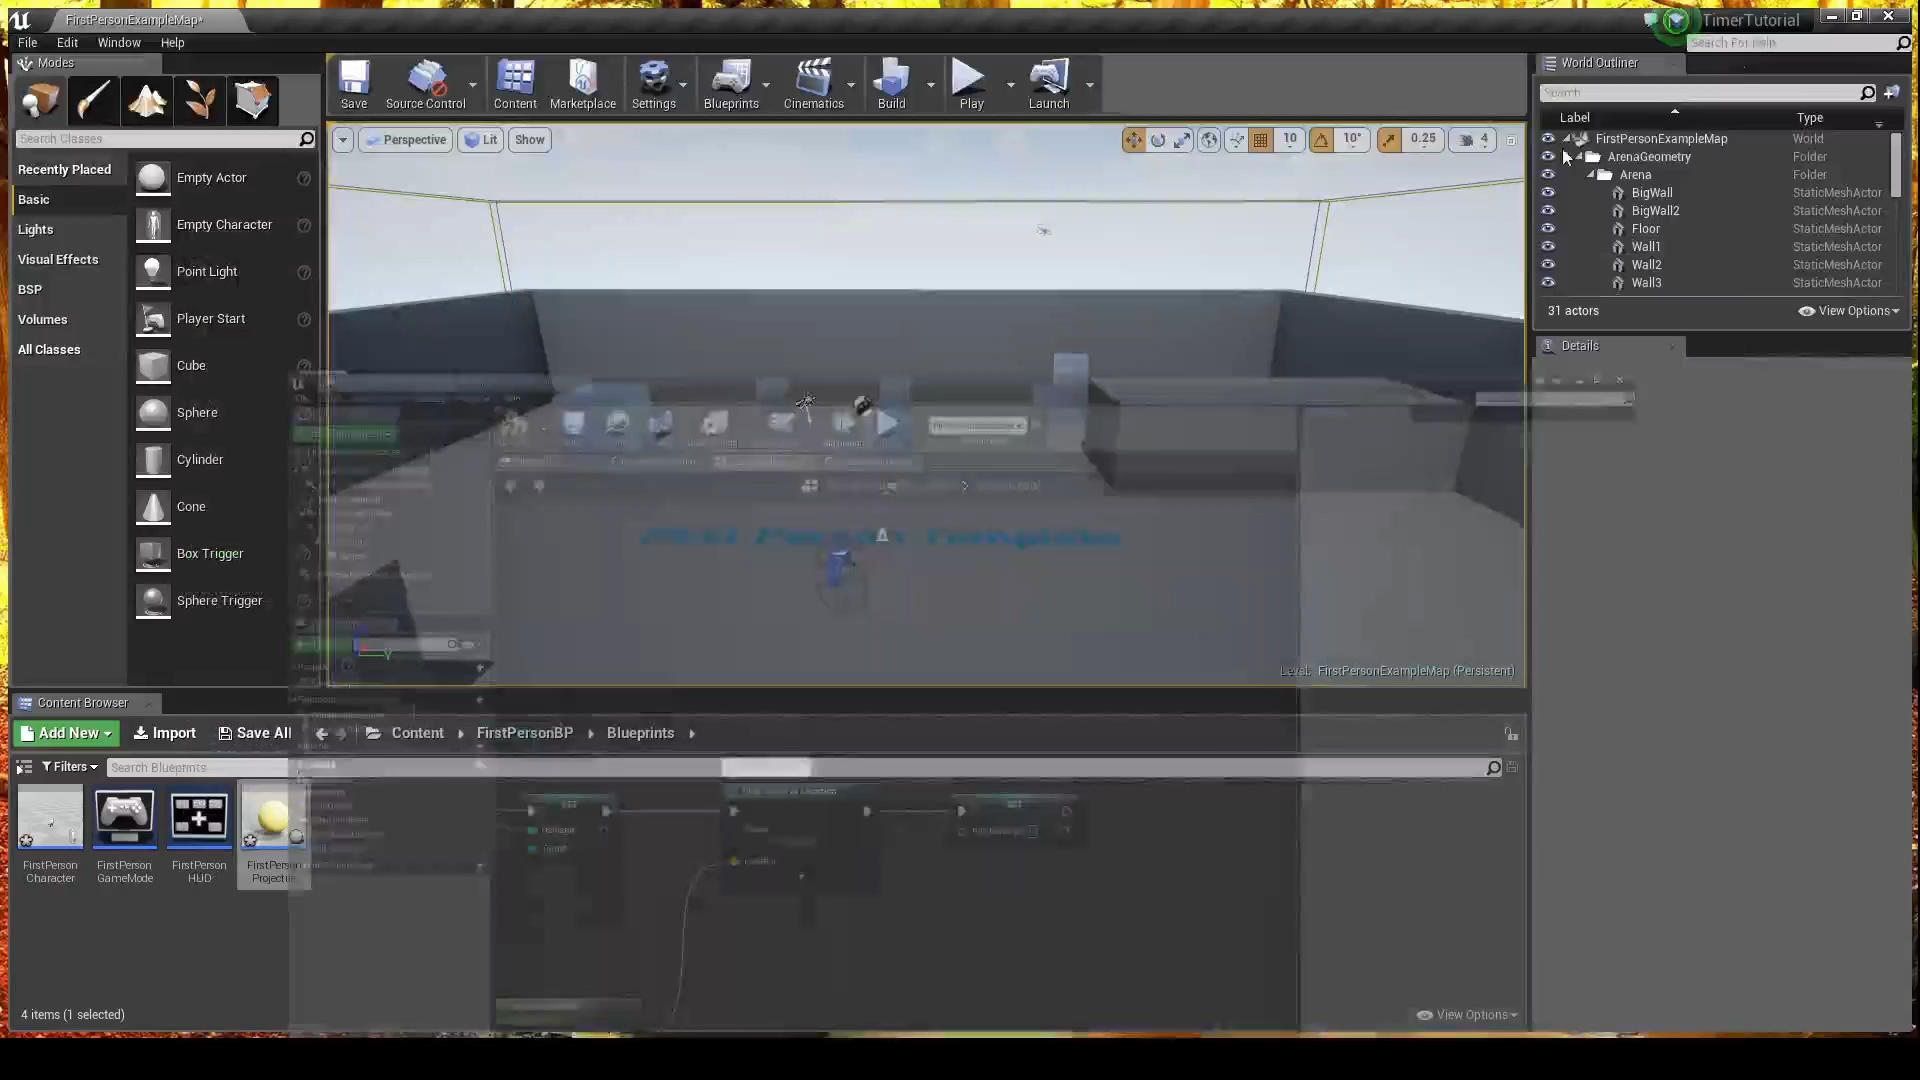 FirstPersonExampleMap*
TimerTutorial
File Edit Window Help
Search For Help
Modes
Search Classes
Recently Placed
Basic
Lights
Visual Effects
BSP
Volumes
All Classes
Empty Actor
Empty Character
Point Light
Player Start
Cube
Sphere
Cylinder
Cone
Box Trigger
Sphere Trigger
Save Source Control Content Marketplace Settings Blueprints Cinematics Build Play Launch
Perspective Lit Show
10 10° 0.25 4
Level: FirstPersonExampleMap (Persistent)
World Outliner
Search
Label Type
FirstPersonExampleMap World
ArenaGeometry Folder
Arena Folder
BigWall StaticMeshActor
BigWall2 StaticMeshActor
Floor StaticMeshActor
Wall1 StaticMeshActor
Wall2 StaticMeshActor
Wall3 StaticMeshActor
31 actors View Options
Details
Content Browser
Add New Import Save All Content FirstPersonBP Blueprints
Filters Search Blueprints
FirstPerson
Character
FirstPerson
GameMode
FirstPerson
HUD
4 items (1 selected)
View Options